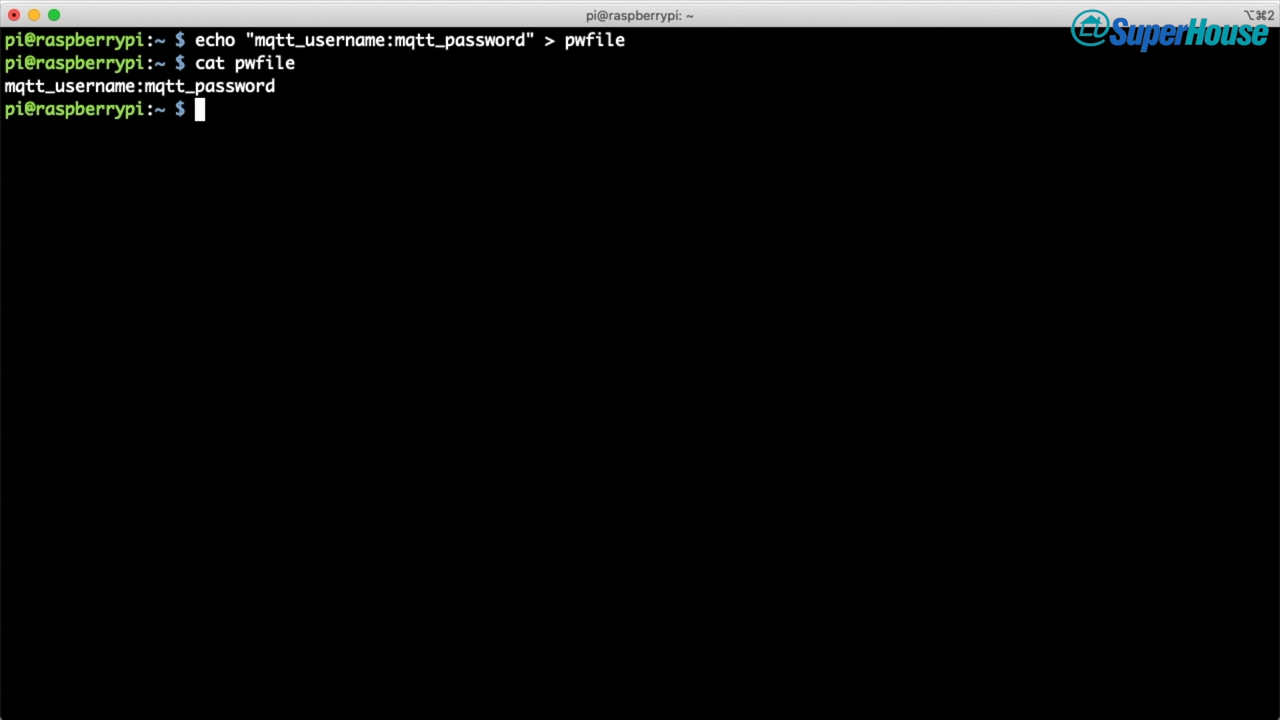 pi@raspberrypi: ~
⌥⌘2
SuperHouse
pi@raspberrypi:~ $ echo "mqtt_username:mqtt_password" > pwfile
pi@raspberrypi:~ $ cat pwfile
mqtt_username:mqtt_password
pi@raspberrypi:~ $